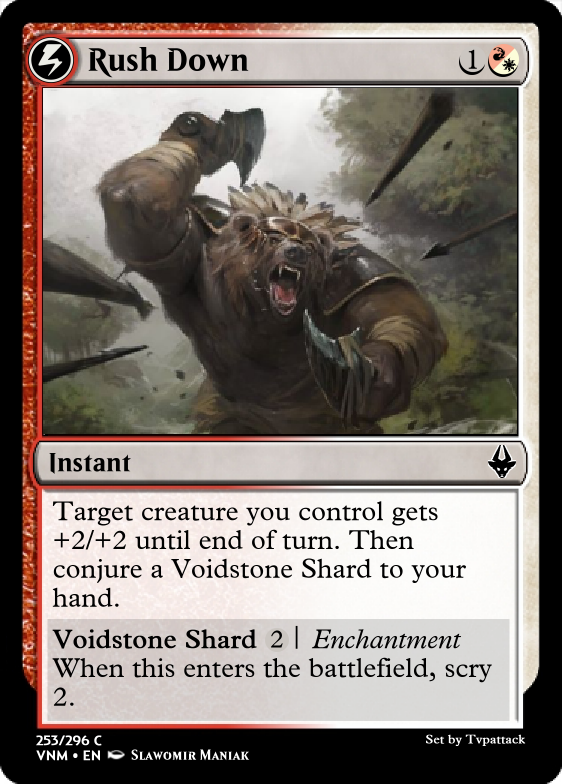 Rush Down 1
Instant
Target creature you control gets
+2/+2 until end of turn. Then
conjure a Voidstone Shard to your
hand.
Voidstone Shard 2 | Enchantment
When this enters the battlefield, scry
2.
253/296 C
VNM • EN Slawomir Maniak
Set by Tvpattack